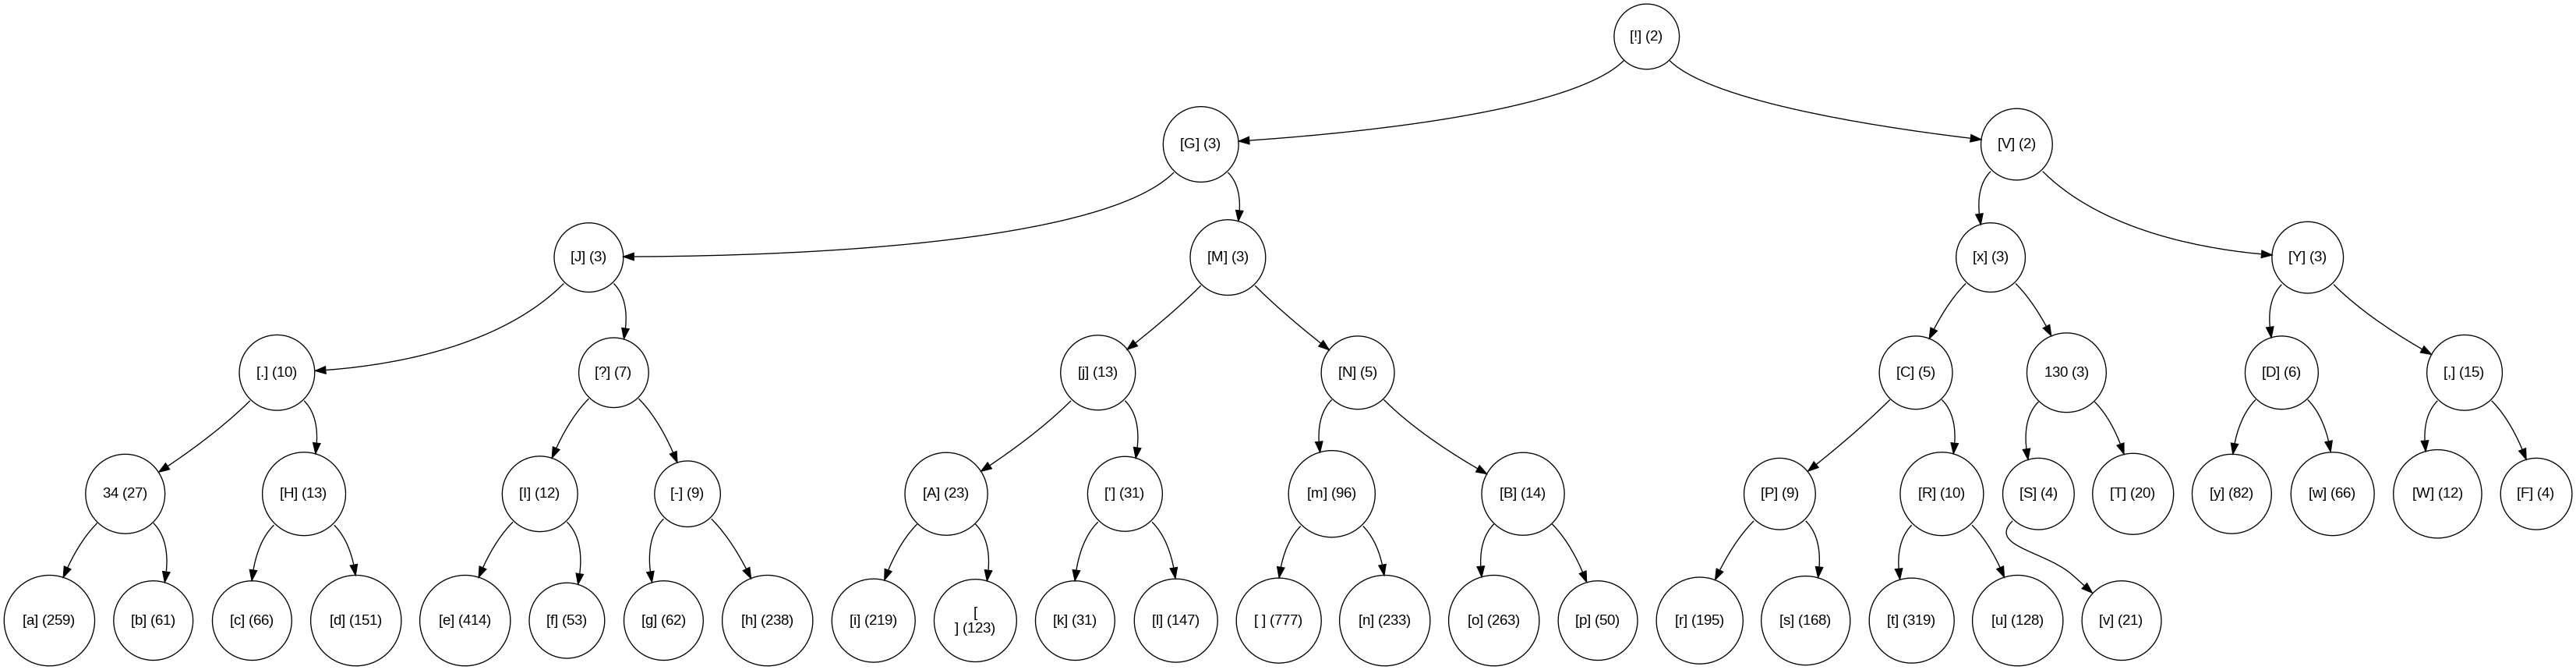 [!] (2)
[G] (3)
[V] (2)
[J] (3)
[M] (3)
[x] (3)
[Y] (3)
[.] (10)
[?] (7)
[j] (13)
[N] (5)
[C] (5)
130 (3)
[D] (6)
[,] (15)
34 (27)
[H] (13)
[I] (12)
[-] (9)
[A] (23)
['] (31)
[m] (96)
[B] (14)
[P] (9)
[R] (10)
[S] (4)
[T] (20)
[y] (82)
[w] (66)
[W] (12)
[F] (4)
[a] (259)
[b] (61)
[c] (66)
[d] (151)
[e] (414)
[f] (53)
[g] (62)
[h] (238)
[i] (219)
[
] (123)
[k] (31)
[l] (147)
[ ] (777)
[n] (233)
[o] (263)
[p] (50)
[r] (195)
[s] (168)
[t] (319)
[u] (128)
[v] (21)